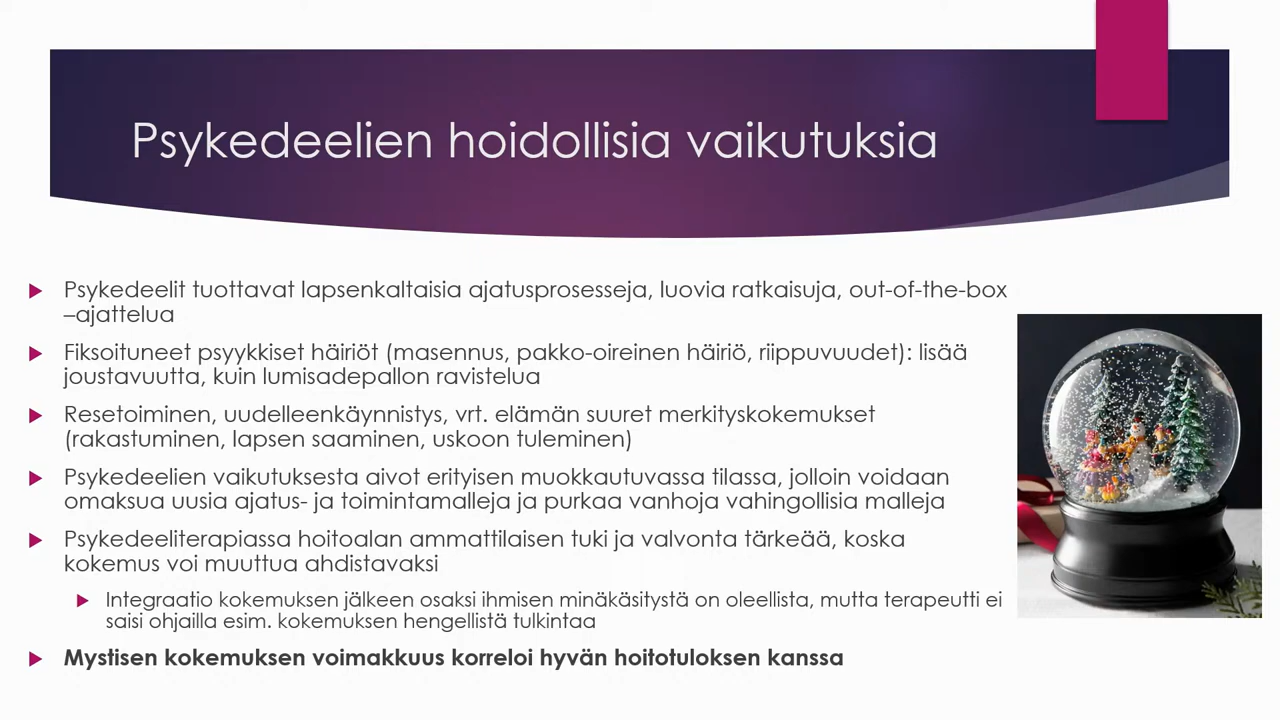 Psykedeelien hoidollisia vaikutuksia
Psykedeelit tuottavat lapsenkaltaisia ajatusprosesseja, luovia ratkaisuja, out-of-the-box
–ajattelua
Fiksoituneet psyykkiset häiriöt (masennus, pakko-oireinen häiriö, riippuvuudet): lisää
joustavuutta, kuin lumisadepallon ravistelua
Resetoiminen, uudelleenkäynnistys, vrt. elämän suuret merkityskokemukset
(rakastuminen, lapsen saaminen, uskoon tuleminen)
Psykedeelien vaikutuksesta aivot erityisen muokkautuvassa tilassa, jolloin voidaan
omaksua uusia ajatus- ja toimintamalleja ja purkaa vanhoja vahingollisia malleja
Psykedeeliterapiassa hoitoalan ammattilaisen tuki ja valvonta tärkeää, koska
kokemus voi muuttua ahdistavaksi
Integraatio kokemuksen jälkeen osaksi ihmisen minäkäsitystä on oleellista, mutta terapeutti ei
saisi ohjailla esim. kokemuksen hengellistä tulkintaa
Mystisen kokemuksen voimakkuus korreloi hyvän hoitotuloksen kanssa